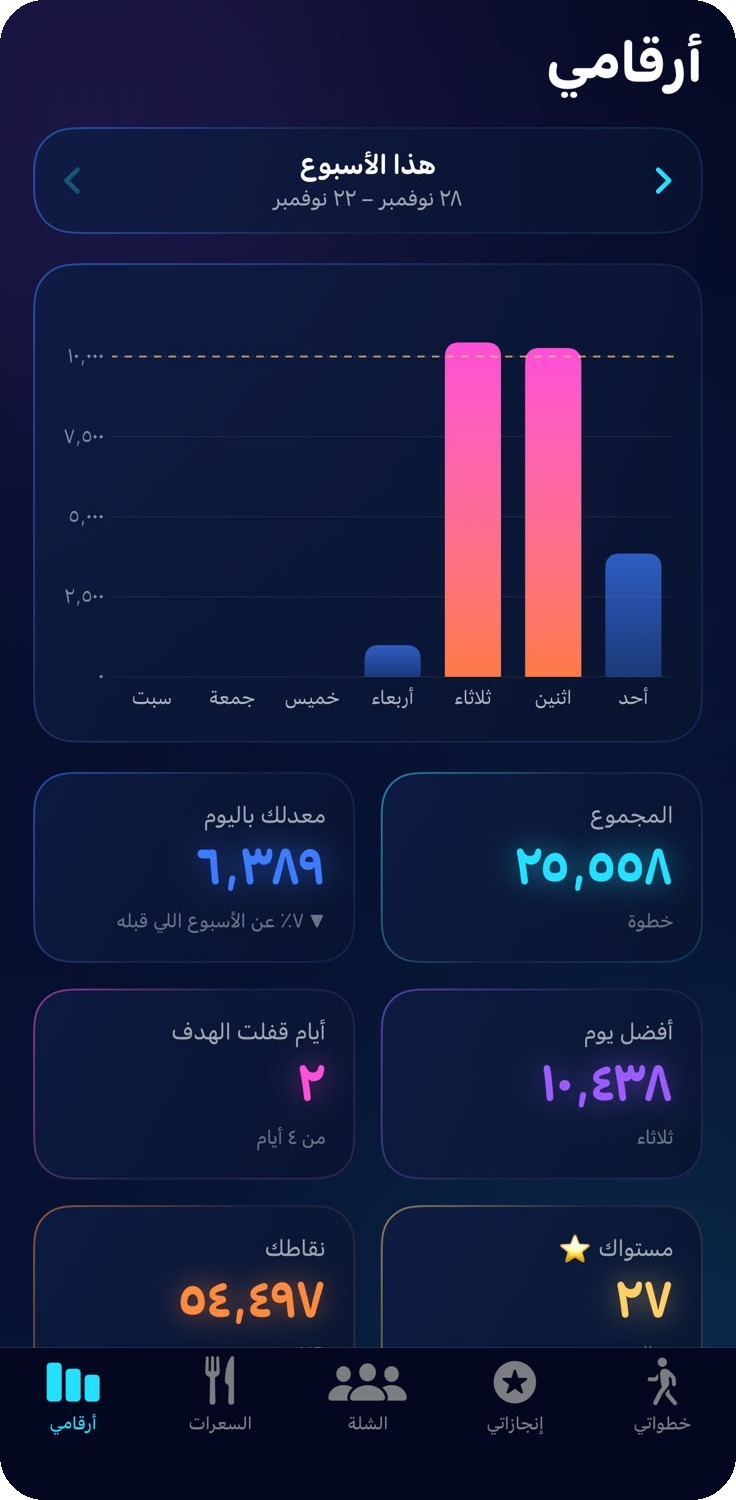 أرقامي
هذا الأسبوع
٢٨ نوفمبر – ٢٢ نوفمبر
١٠,٠٠٠
٧,٥٠٠
٥,٠٠٠
٢,٥٠٠
٠
أحد
اثنين
ثلاثاء
أربعاء
خميس
جمعة
سبت
المجموع
٢٥,٥٥٨
خطوة
معدلك باليوم
٦,٣٨٩
▼ ٧٪ عن الأسبوع اللي قبله
أفضل يوم
١٠,٤٣٨
ثلاثاء
أيام قفلت الهدف
٢
من ٤ أيام
مستواك ⭐
٢٧
نقاطك
٥٤,٤٩٧
خطواتي
إنجازاتي
الشلة
السعرات
أرقامي